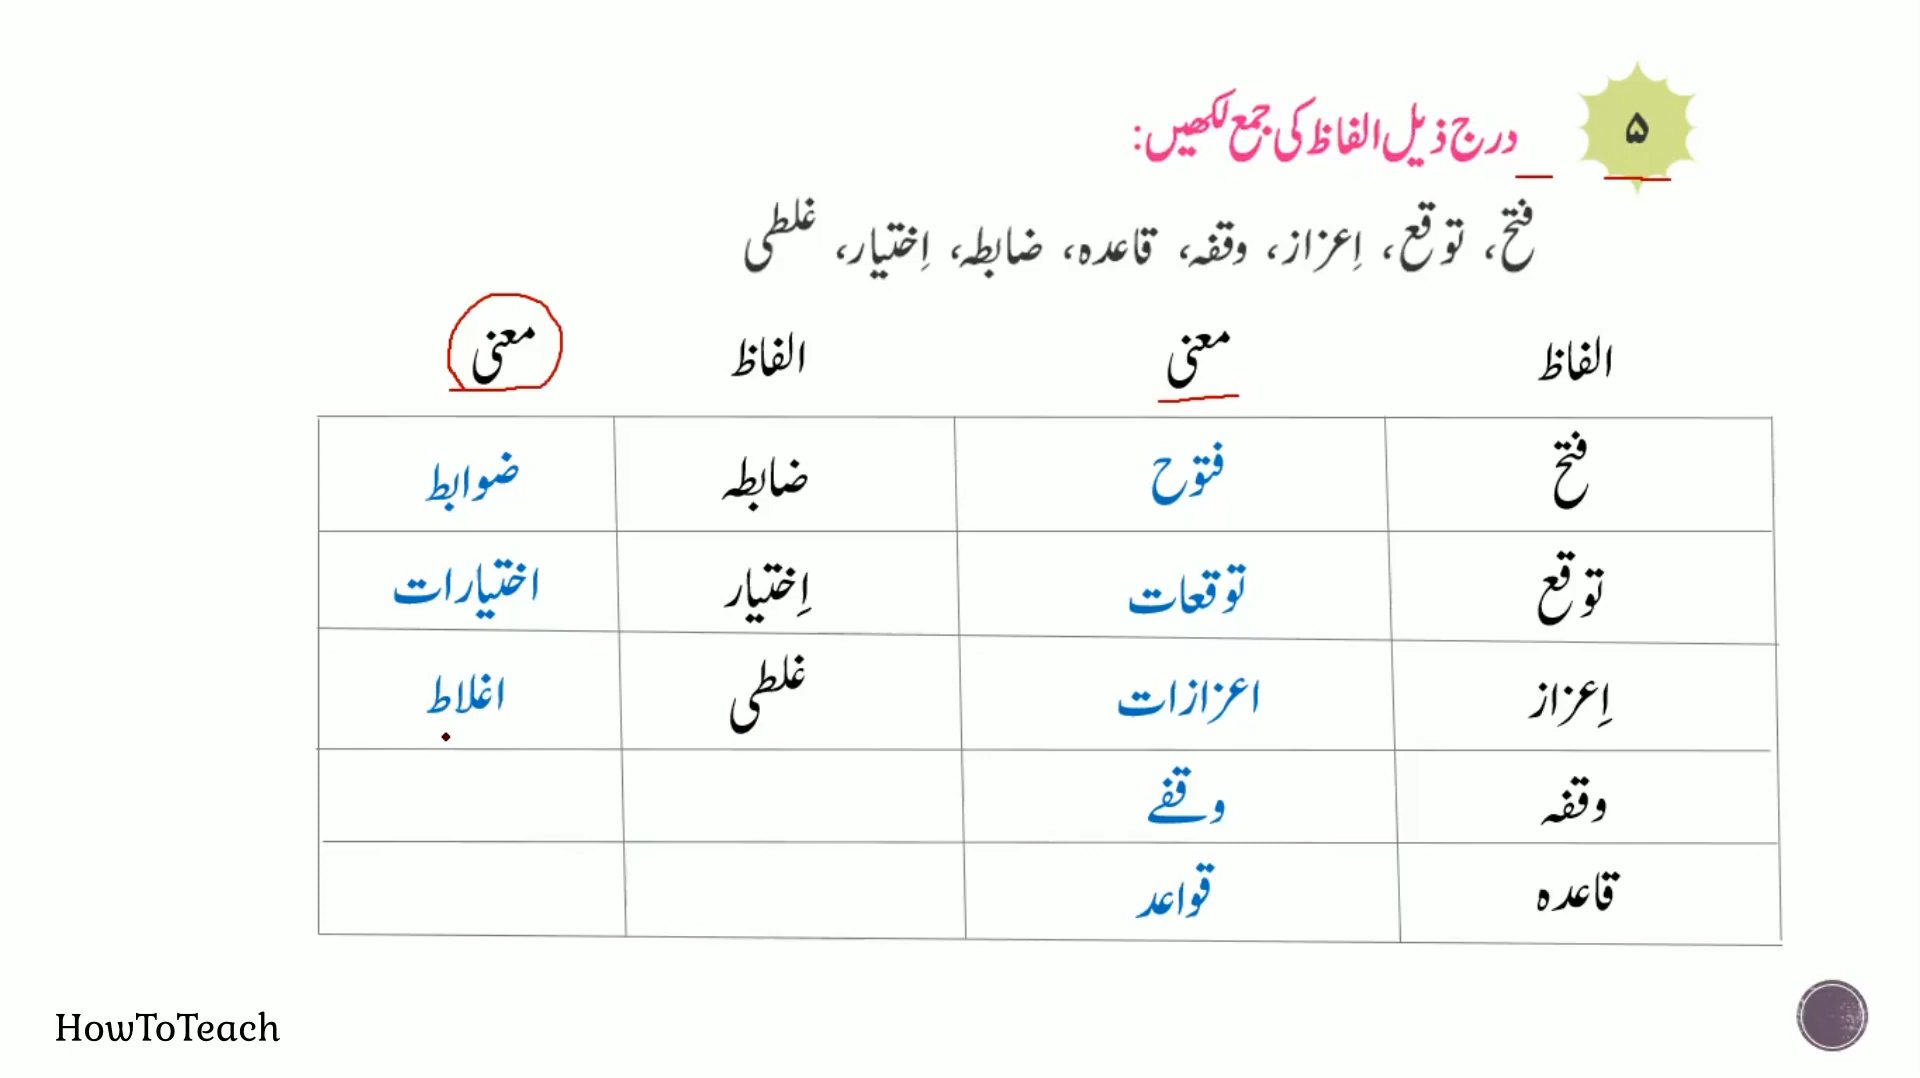 ۵ درج ذیل الفاظ کی جمع لکھیں:
فتح، توقع، اِعزاز، وقفہ، قاعدہ، ضابطہ، اِختیار، غلطی
الفاظ معنی الفاظ معنی
فتح فتوح ضابطہ ضوابط
توقع توقعات اِختیار اختیارات
اِعزاز اعزازات غلطی اغلاط
وقفہ وقفے
قاعدہ قواعد
HowToTeach